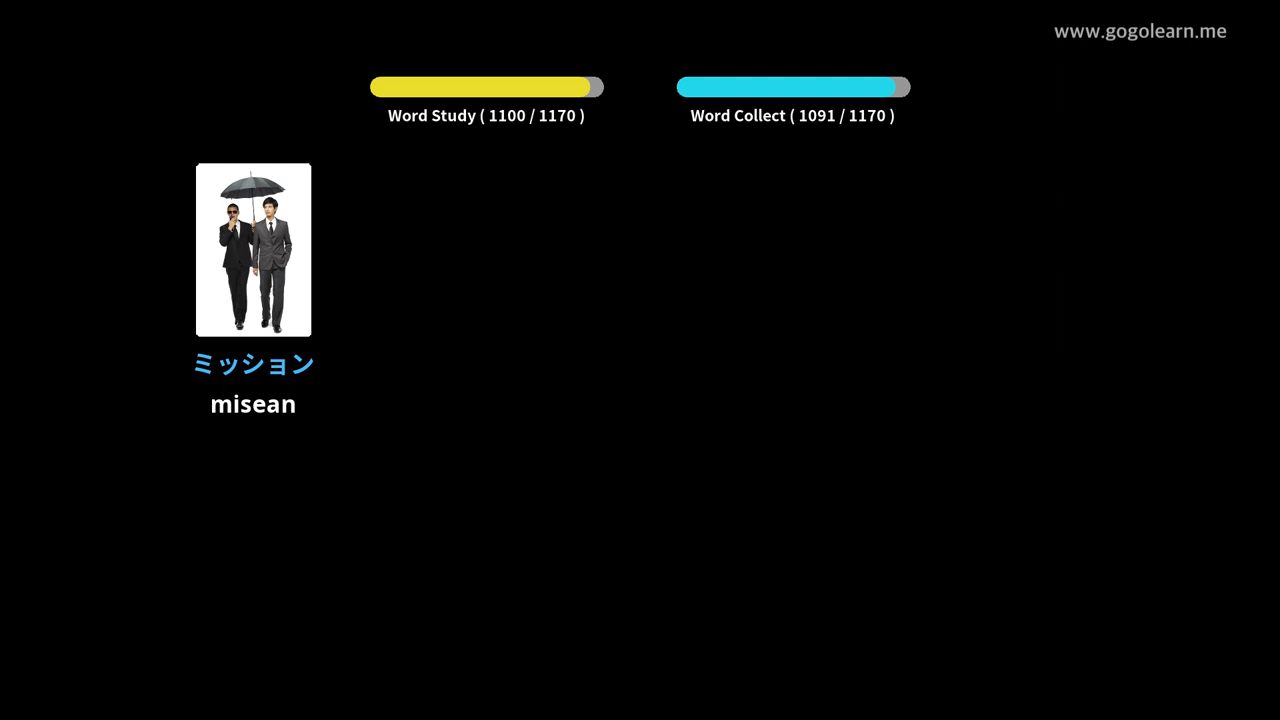 www.gogolearn.me
Word Study ( 1100 / 1170 )
Word Collect ( 1091 / 1170 )
ミッション
misean